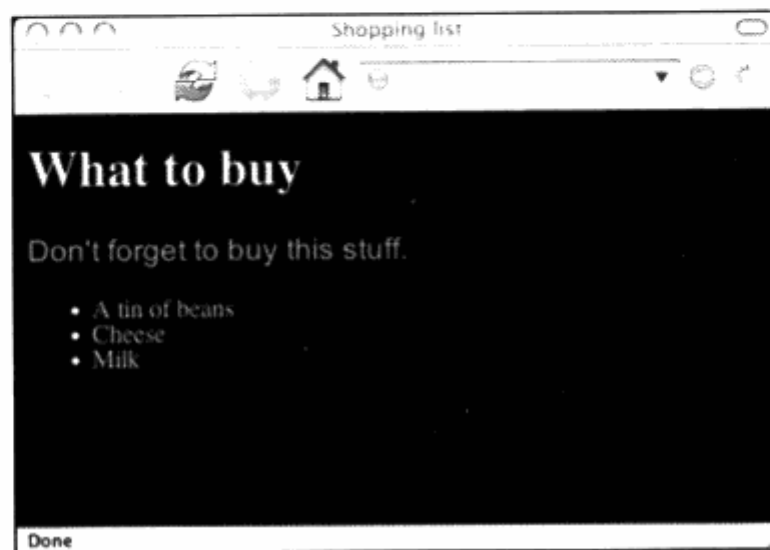 Shopping list
What to buy
Don't forget to buy this stuff.
• A tin of beans
• Cheese
• Milk
Done